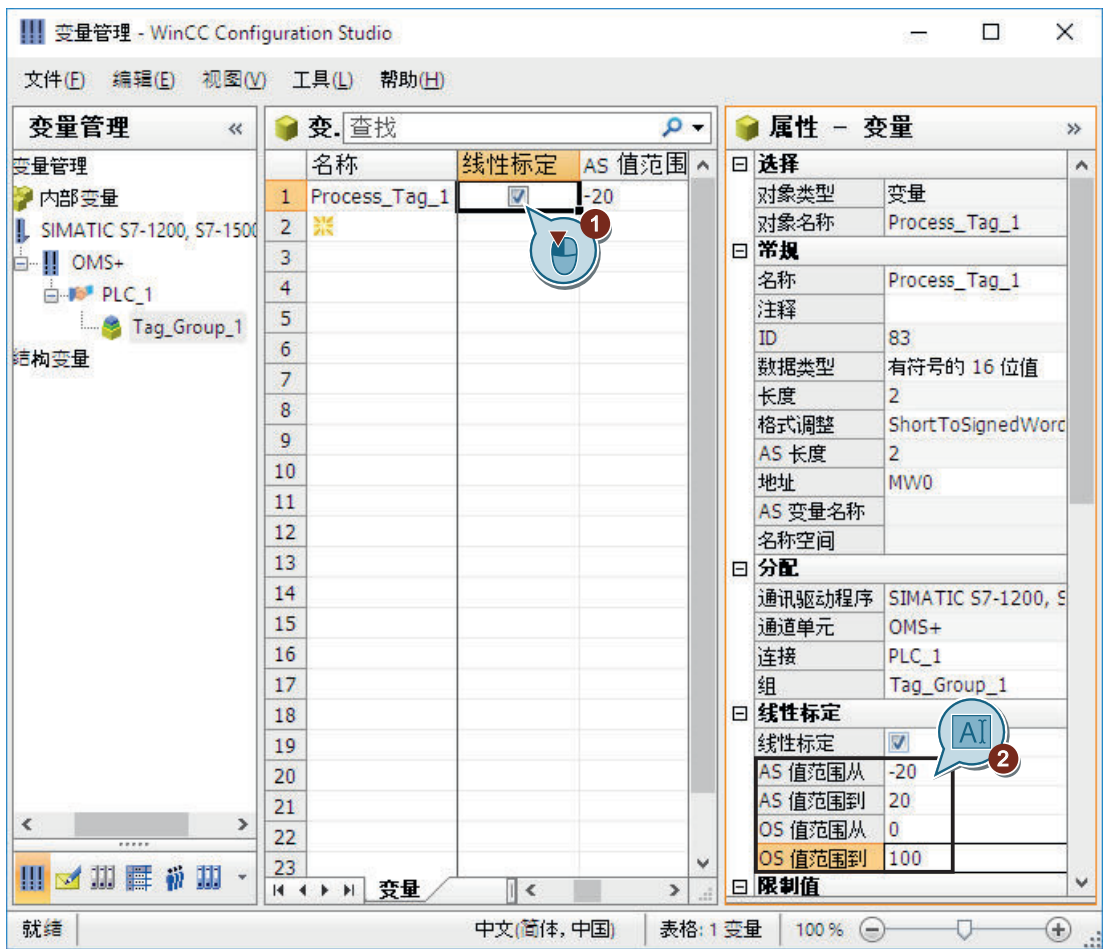 变量管理 - WinCC Configuration Studio
文件(F) 编辑(E) 视图(V) 工具(L) 帮助(H)
变量管理 «
变量管理
内部变量
SIMATIC S7-1200, S7-1500
OMS+
PLC_1
Tag_Group_1
结构变量
变. 查找
名称 线性标定 AS 值范围
1 Process_Tag_1 -20
2
3
4
5
6
7
8
9
10
11
12
13
14
15
16
17
18
19
20
21
22
23
变量
1
属性 - 变量 »
选择
对象类型 变量
对象名称 Process_Tag_1
常规
名称 Process_Tag_1
注释
ID 83
数据类型 有符号的 16 位值
长度 2
格式调整 ShortToSignedWord
AS 长度 2
地址 MW0
AS 变量名称
名称空间
分配
通讯驱动程序 SIMATIC S7-1200, S
通道单元 OMS+
连接 PLC_1
组 Tag_Group_1
线性标定
线性标定
AS 值范围从 -20
AS 值范围到 20
OS 值范围从 0
OS 值范围到 100
限制值
A
2
就绪 中文(简体, 中国) 表格: 1 变量 100 %